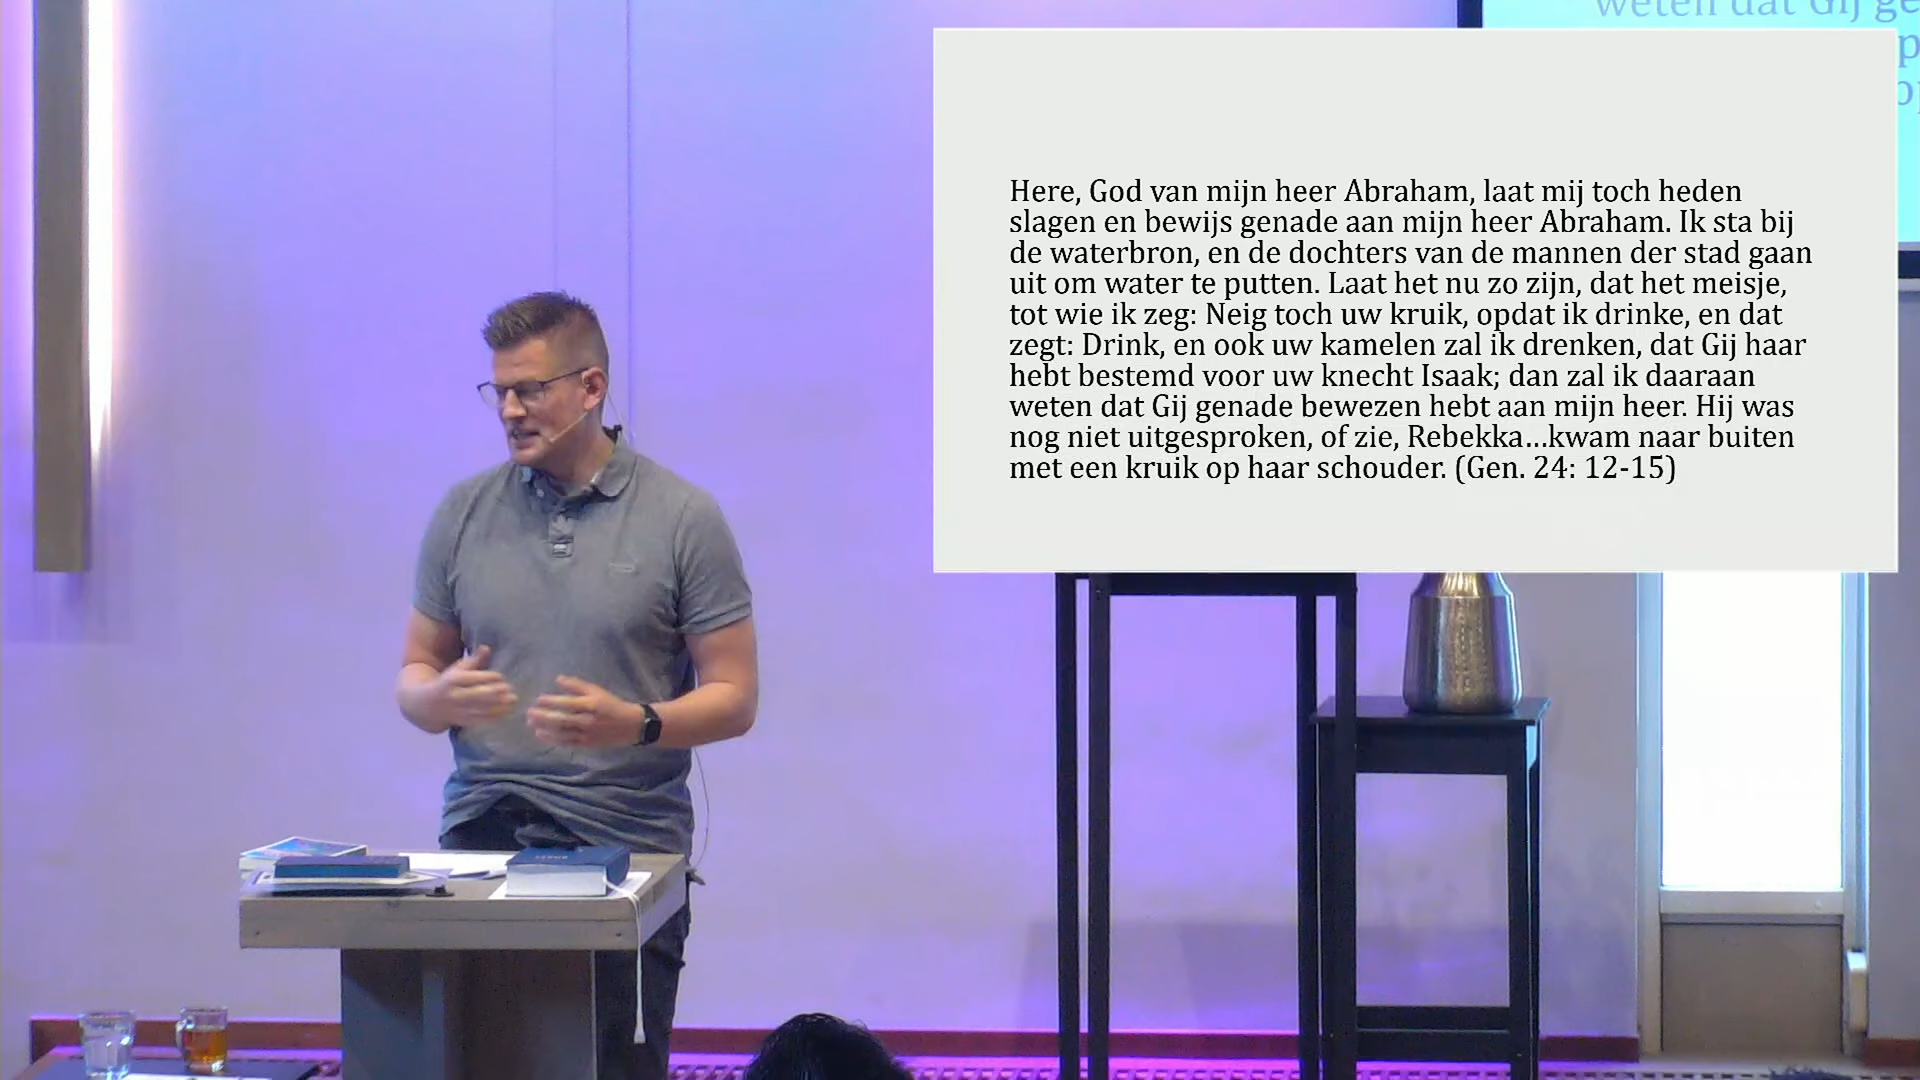 weten dat Gij ge
Here, God van mijn heer Abraham, laat mij toch heden
slagen en bewijs genade aan mijn heer Abraham. Ik sta bij
de waterbron, en de dochters van de mannen der stad gaan
uit om water te putten. Laat het nu zo zijn, dat het meisje,
tot wie ik zeg: Neig toch uw kruik, opdat ik drinke, en dat
zegt: Drink, en ook uw kamelen zal ik drenken, dat Gij haar
hebt bestemd voor uw knecht Isaak; dan zal ik daaraan
weten dat Gij genade bewezen hebt aan mijn heer. Hij was
nog niet uitgesproken, of zie, Rebekka...kwam naar buiten
met een kruik op haar schouder. (Gen. 24: 12-15)